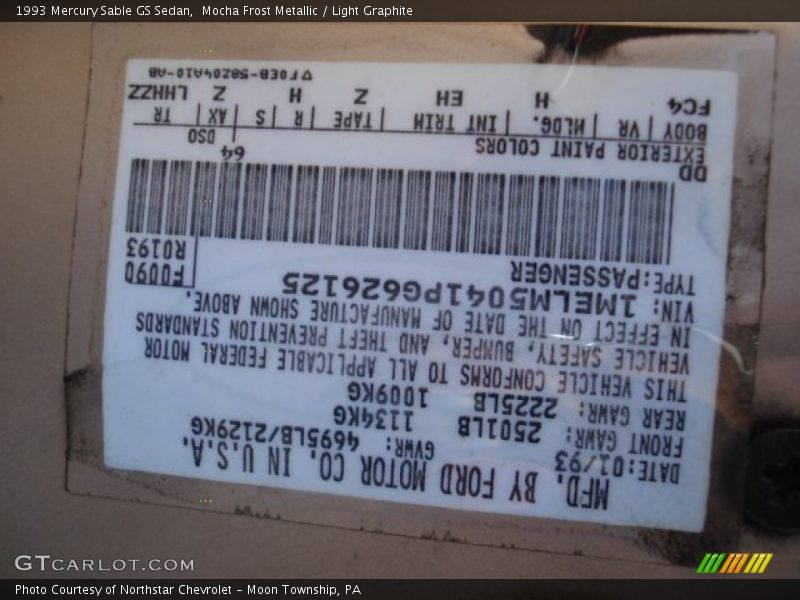 1993 Mercury Sable GS Sedan, Mocha Frost Metallic / Light Graphite
MFD. BY FORD MOTOR CO. IN U.S.A.
DATE:01/93 GVWR: 4695LB/2129KG
FRONT GAWR: 2501LB 1134KG
REAR GAWR: 2225LB 1009KG
THIS VEHICLE CONFORMS TO ALL APPLICABLE FEDERAL MOTOR
VEHICLE SAFETY, BUMPER, AND THEFT PREVENTION STANDARDS
IN EFFECT ON THE DATE OF MANUFACTURE SHOWN ABOVE.
VIN: 1MELM5041PG626125
TYPE:PASSENGER
F0090
R0193
DD
64
EXTERIOR PAINT COLORS DSO
BODY VR MLDG. INT TRIM TAPE R S AX TR
FC4 H EH Z H Z LHHZZ
▽F0EB-58204A10-AB
GTCARLOT.COM
Photo Courtesy of Northstar Chevrolet - Moon Township, PA